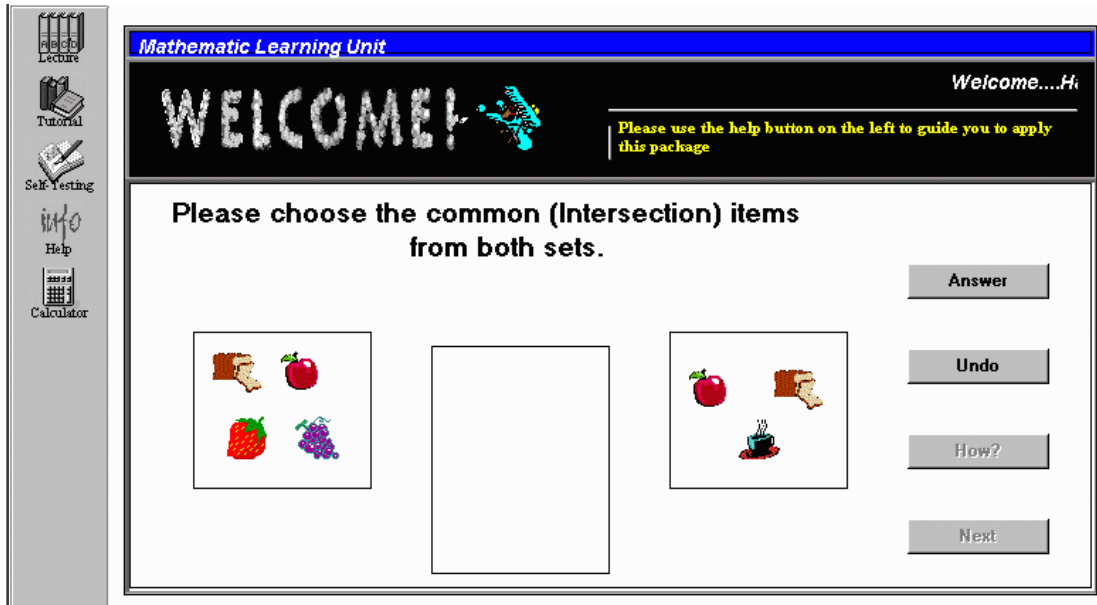 A B C D
Lecture
Tutorial
Self-Testing
info
Help
Calculator
Mathematic Learning Unit
WELCOME!
Welcome....Ha
Please use the help button on the left to guide you to apply
this package
Please choose the common (Intersection) items
from both sets.
Answer
Undo
How?
Next